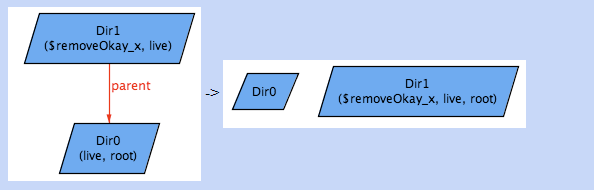 Dir1
($removeOkay_x, live)
parent
Dir0
(live, root)
->
Dir0
Dir1
($removeOkay_x, live, root)